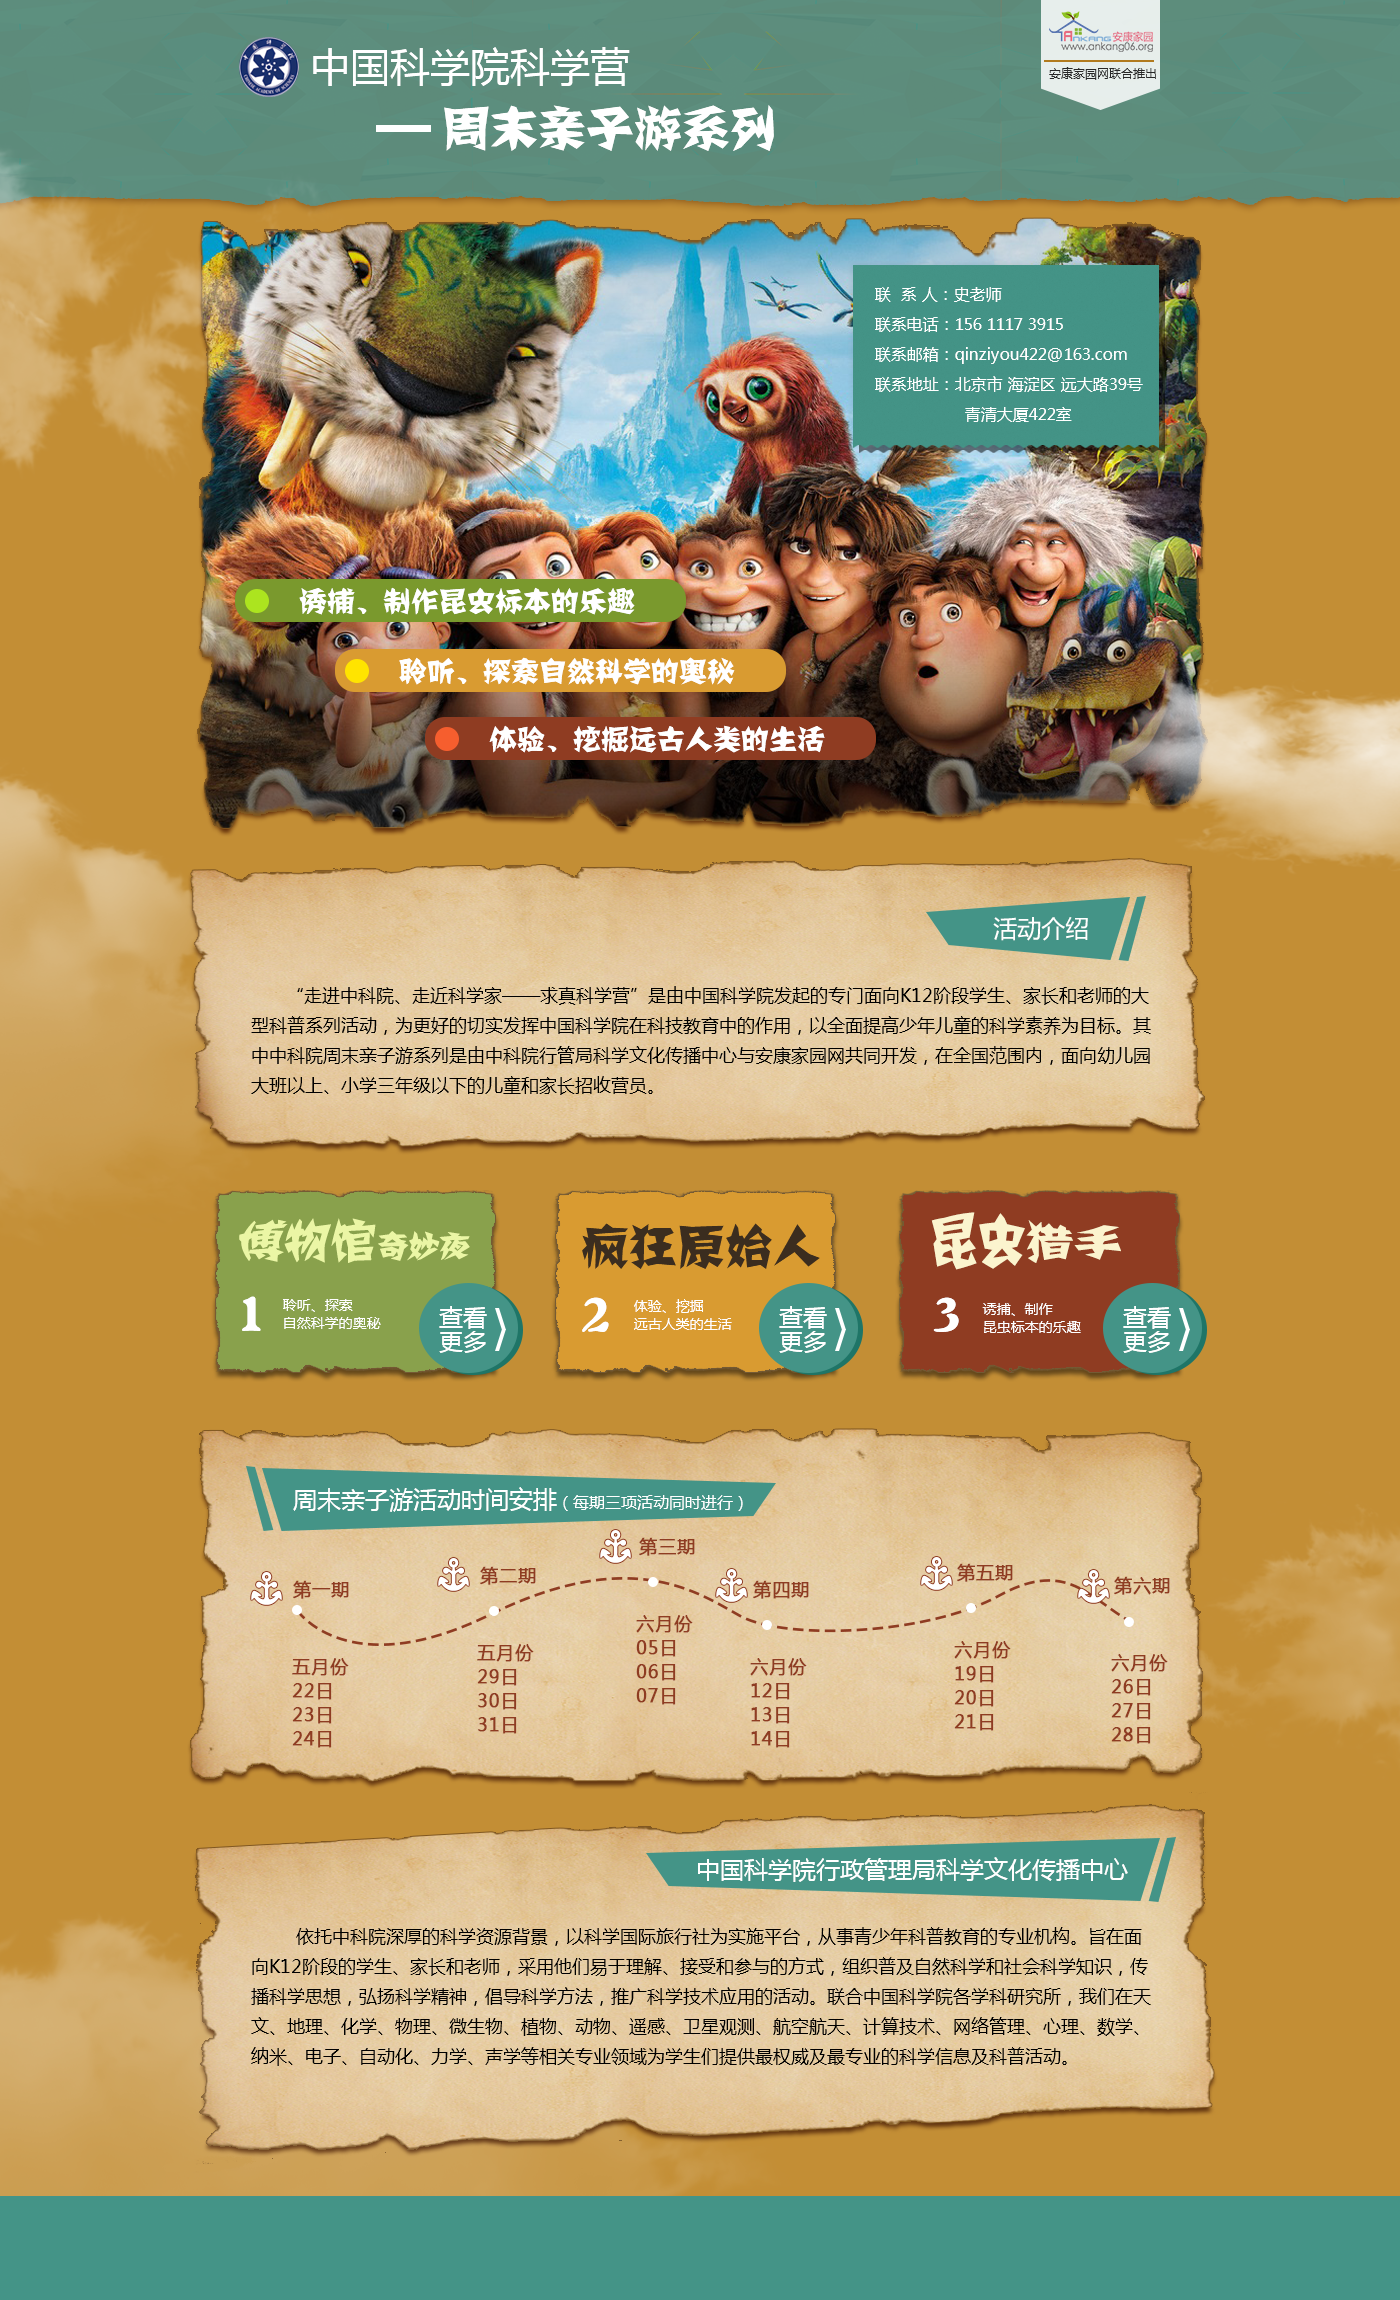 中国科学院科学营
— 周末亲子游系列
ANKANG安康家园
www.ankang06.org
安康家园网联合推出
联 系 人：史老师
联系电话：156 1117 3915
联系邮箱：qinziyou422@163.com
联系地址：北京市 海淀区 远大路39号
青清大厦422室
诱捕、制作昆虫标本的乐趣
聆听、探索自然科学的奥秘
体验、挖掘远古人类的生活
活动介绍
“走进中科院、走近科学家——求真科学营”是由中国科学院发起的专门面向K12阶段学生、家长和老师的大
型科普系列活动，为更好的切实发挥中国科学院在科技教育中的作用，以全面提高少年儿童的科学素养为目标。其
中中科院周末亲子游系列是由中科院行管局科学文化传播中心与安康家园网共同开发，在全国范围内，面向幼儿园
大班以上、小学三年级以下的儿童和家长招收营员。
博物馆奇妙夜
1
聆听、探索
自然科学的奥秘
查看
更多
疯狂原始人
2
体验、挖掘
远古人类的生活
查看
更多
昆虫猎手
3
诱捕、制作
昆虫标本的乐趣
查看
更多
周末亲子游活动时间安排（每期三项活动同时进行）
第一期
五月份
22日
23日
24日
第二期
五月份
29日
30日
31日
第三期
六月份
05日
06日
07日
第四期
六月份
12日
13日
14日
第五期
六月份
19日
20日
21日
第六期
六月份
26日
27日
28日
中国科学院行政管理局科学文化传播中心
依托中科院深厚的科学资源背景，以科学国际旅行社为实施平台，从事青少年科普教育的专业机构。旨在面
向K12阶段的学生、家长和老师，采用他们易于理解、接受和参与的方式，组织普及自然科学和社会科学知识，传
播科学思想，弘扬科学精神，倡导科学方法，推广科学技术应用的活动。联合中国科学院各学科研究所，我们在天
文、地理、化学、物理、微生物、植物、动物、遥感、卫星观测、航空航天、计算技术、网络管理、心理、数学、
纳米、电子、自动化、力学、声学等相关专业领域为学生们提供最权威及最专业的科学信息及科普活动。